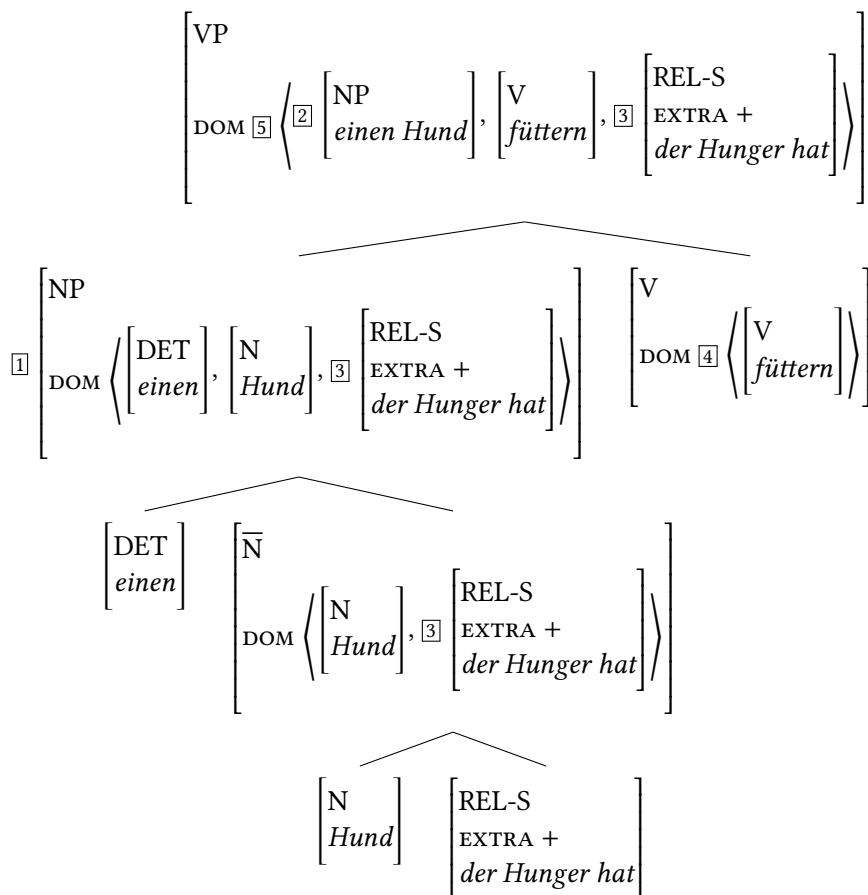 VP
DOM 5 ⟨ 2 [NP einen Hund], [V füttern], 3 [REL-S EXTRA + der Hunger hat] ⟩
1 NP
DOM ⟨ [DET einen], [N Hund], 3 [REL-S EXTRA + der Hunger hat] ⟩
V
DOM 4 ⟨ [V füttern] ⟩
DET
einen
N̅
DOM ⟨ [N Hund], 3 [REL-S EXTRA + der Hunger hat] ⟩
N
Hund
REL-S
EXTRA +
der Hunger hat